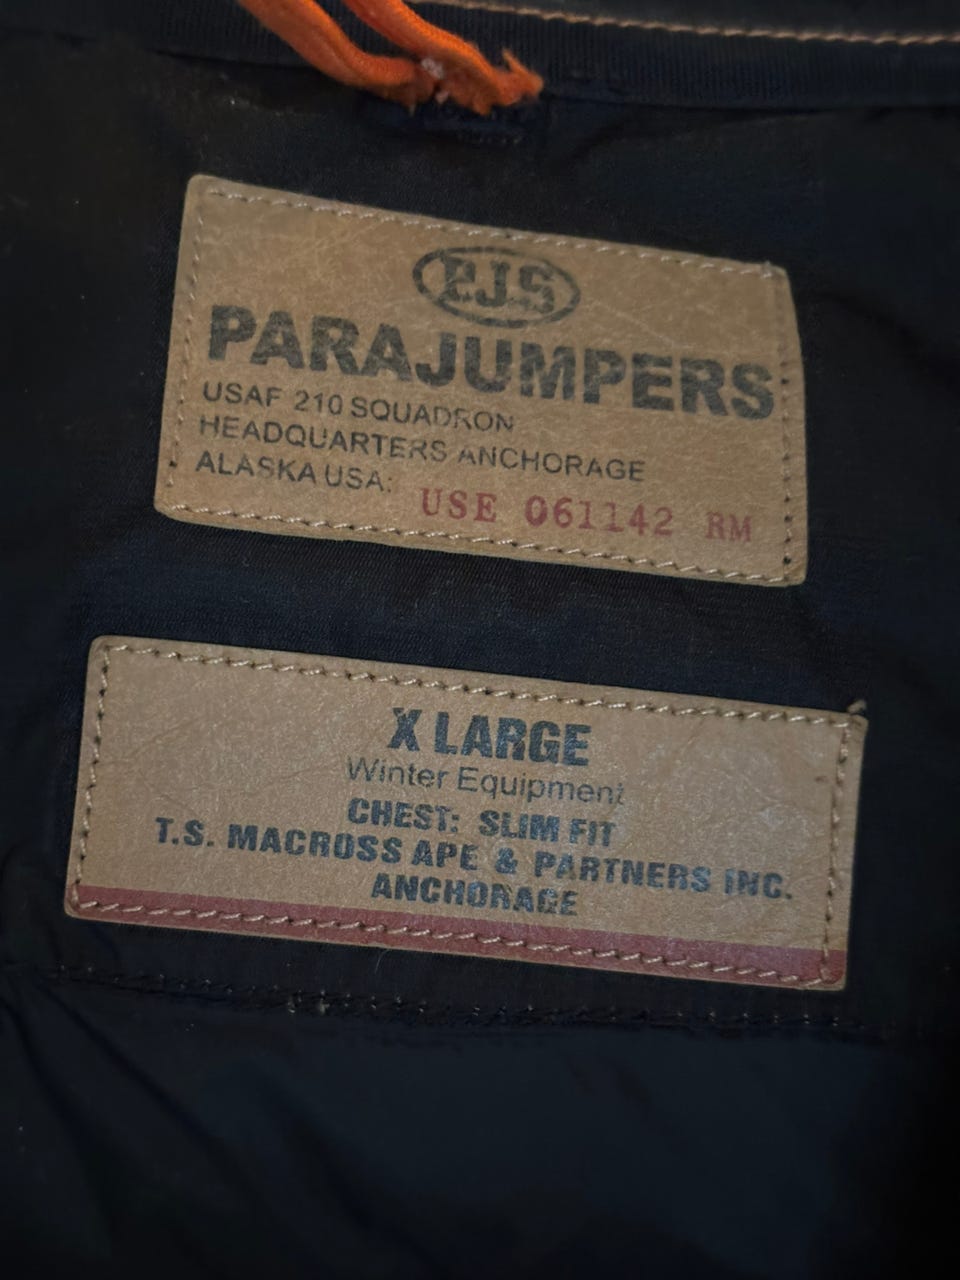 PJS
PARAJUMPERS
USAF 210 SQUADRON
HEADQUARTERS ANCHORAGE
ALASKA USA: USE 061142 RM
X LARGE
Winter Equipment
CHEST: SLIM FIT
T.S. MACROSS APE & PARTNERS INC.
ANCHORAGE